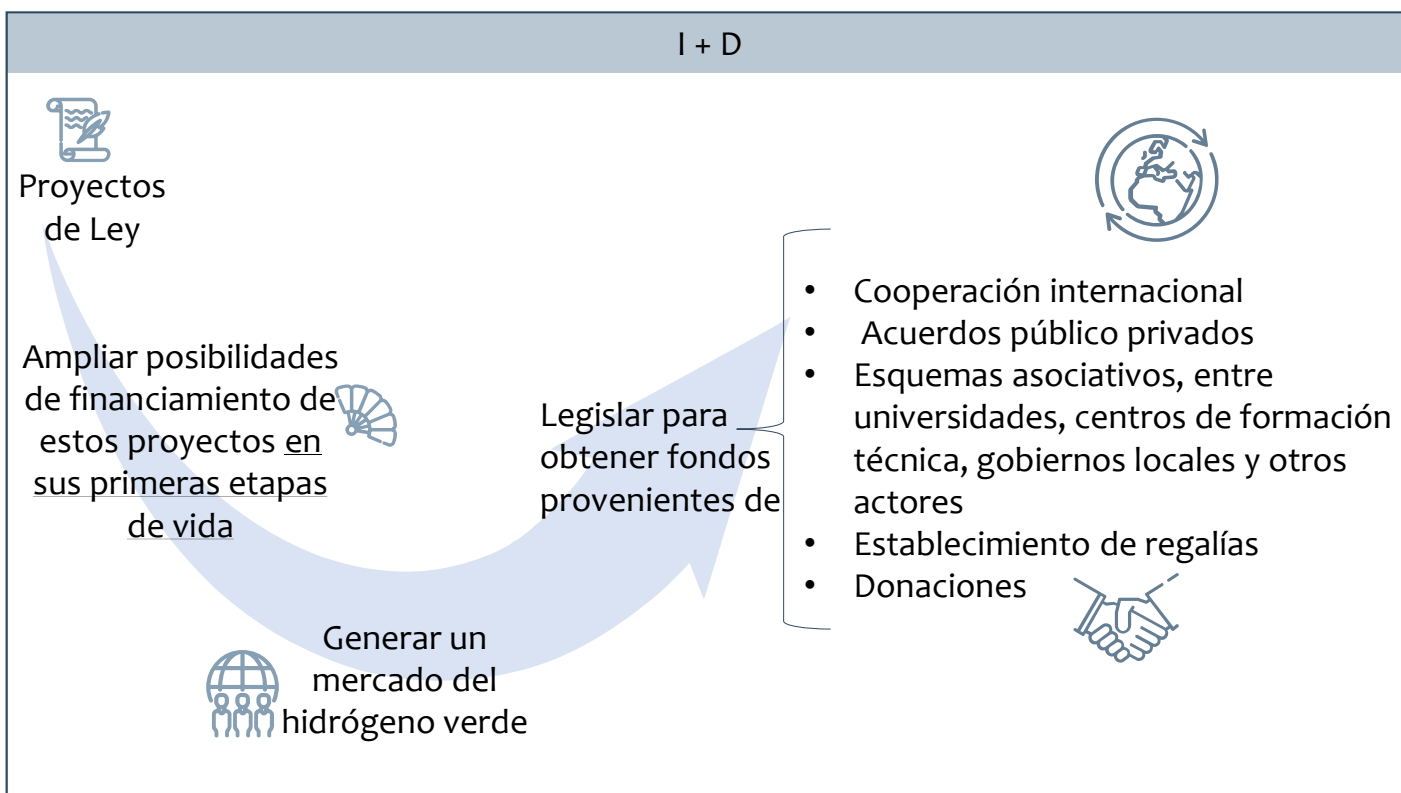 I + D
Proyectos
de Ley
Ampliar posibilidades
de financiamiento de
estos proyectos en
sus primeras etapas
de vida
Generar un
mercado del
hidrógeno verde
Legislar para
obtener fondos
provenientes de
• Cooperación internacional
• Acuerdos público privados
• Esquemas asociativos, entre
universidades, centros de formación
técnica, gobiernos locales y otros
actores
• Establecimiento de regalías
• Donaciones